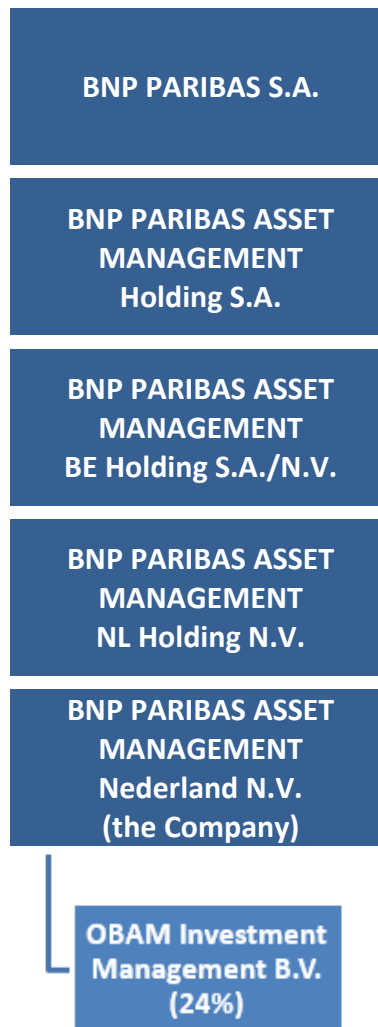 BNP PARIBAS S.A.
BNP PARIBAS ASSET
MANAGEMENT
Holding S.A.
BNP PARIBAS ASSET
MANAGEMENT
BE Holding S.A./N.V.
BNP PARIBAS ASSET
MANAGEMENT
NL Holding N.V.
BNP PARIBAS ASSET
MANAGEMENT
Nederland N.V.
(the Company)
OBAM Investment
Management B.V.
(24%)